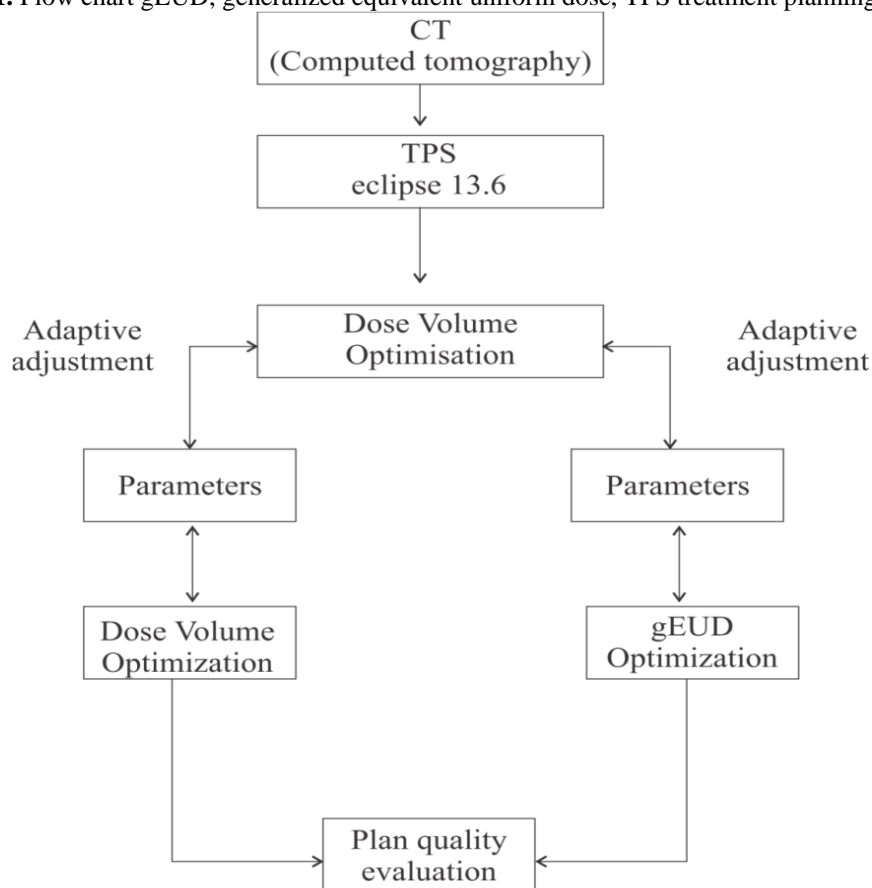 . Flow chart gEUD, generalized equivalent uniform dose; TPS treatment planning
CT
(Computed tomography)
TPS
eclipse 13.6
Adaptive
adjustment
Dose Volume
Optimisation
Adaptive
adjustment
Parameters
Parameters
Dose Volume
Optimization
gEUD
Optimization
Plan quality
evaluation